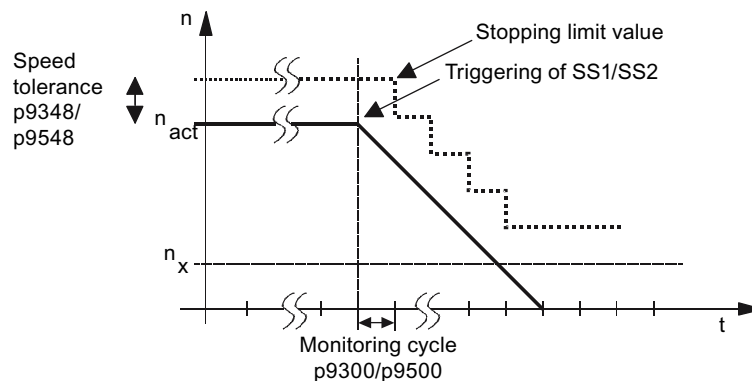 n
Stopping limit value
Speed
tolerance
p9348/
p9548
Triggering of SS1/SS2
n act
n x
t
Monitoring cycle
p9300/p9500